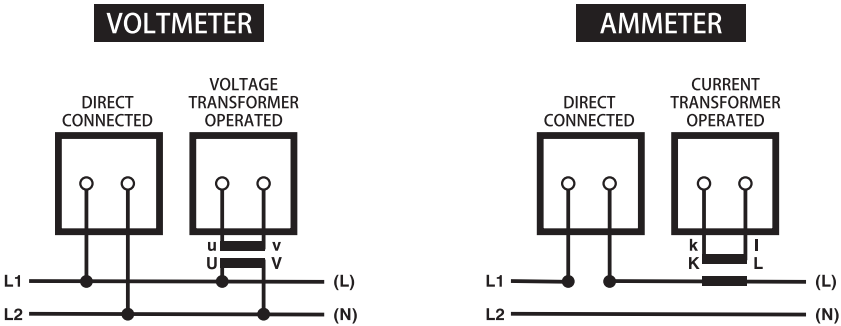 VOLTMETER
DIRECT
CONNECTED
VOLTAGE
TRANSFORMER
OPERATED
u v
U V
L1 (L)
L2 (N)
AMMETER
DIRECT
CONNECTED
CURRENT
TRANSFORMER
OPERATED
k l
K L
L1 (L)
L2 (N)